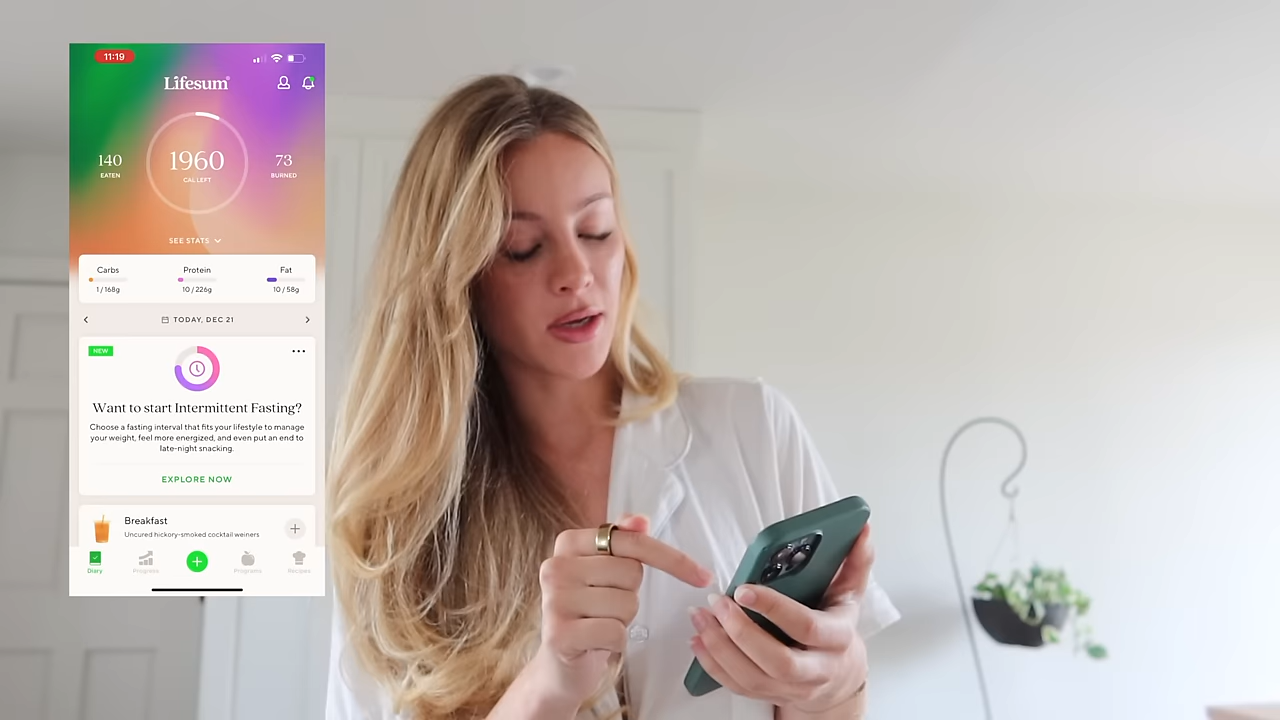 11:19
Lifesum®
140
EATEN
1960
CAL LEFT
73
BURNED
SEE STATS
Carbs
Protein
Fat
1 / 168g
10 / 226g
10 / 58g
TODAY, DEC 21
NEW
Want to start Intermittent Fasting?
Choose a fasting interval that fits your lifestyle to manage
your weight, feel more energized, and even put an end to
late-night snacking.
EXPLORE NOW
Breakfast
Uncured hickory-smoked cocktail weiners
Diary
Progress
Programs
Recipes